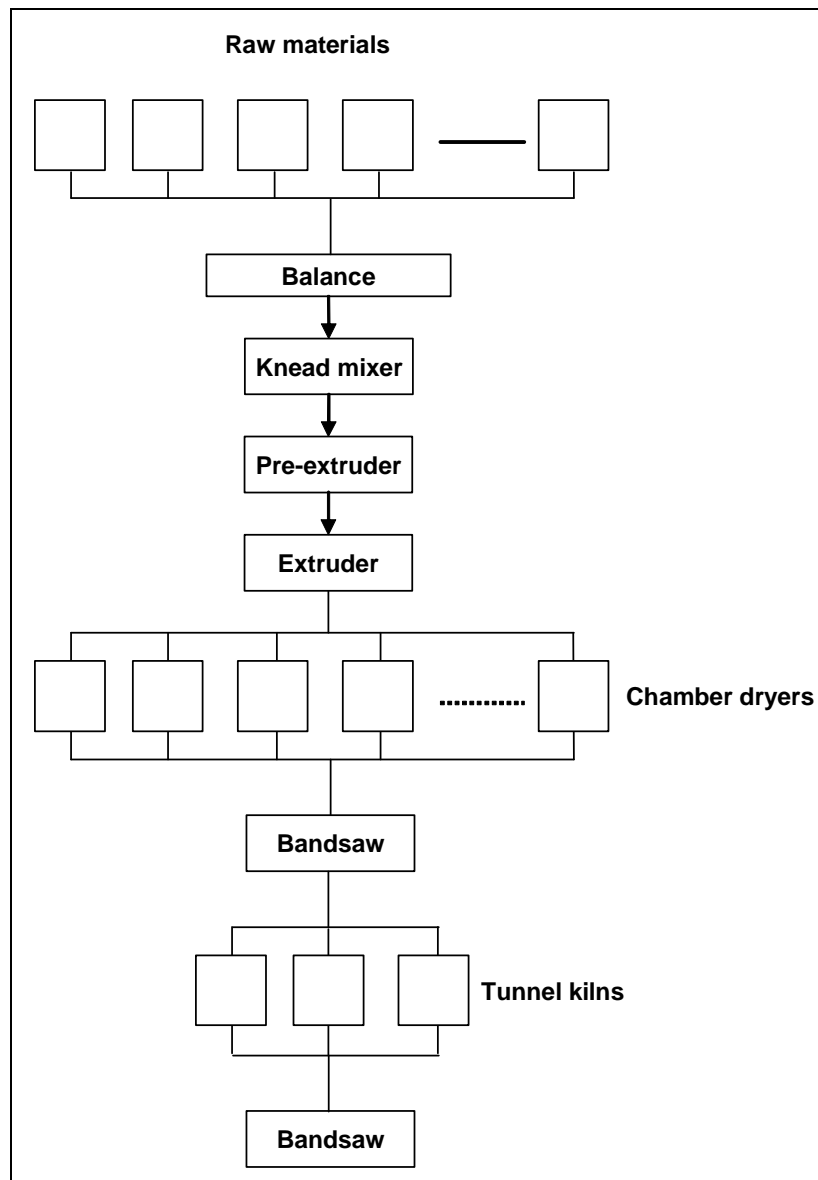 Raw materials
Balance
Knead mixer
Pre-extruder
Extruder
Chamber dryers
Bandsaw
Tunnel kilns
Bandsaw